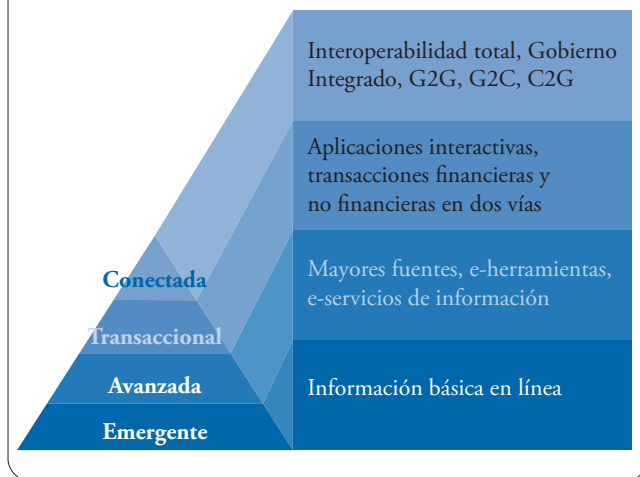 Interoperabilidad total, Gobierno
Integrado, G2G, G2C, C2G
Aplicaciones interactivas,
transacciones financieras y
no financieras en dos vías
Conectada
Mayores fuentes, e-herramientas,
e-servicios de información
Transaccional
Avanzada
Información básica en línea
Emergente